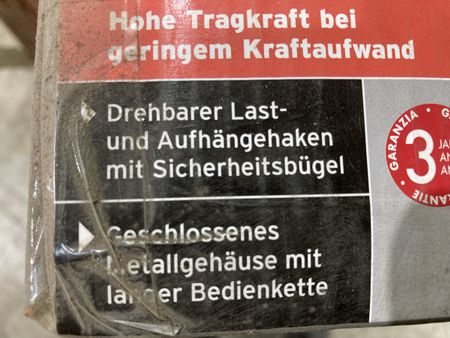 Hohe Tragkraft bei
geringem Kraftaufwand
Drehbarer Last-
und Aufhängehaken
mit Sicherheitsbügel
Geschlossenes
Metallgehäuse mit
langer Bedienkette
GARANZIA
3